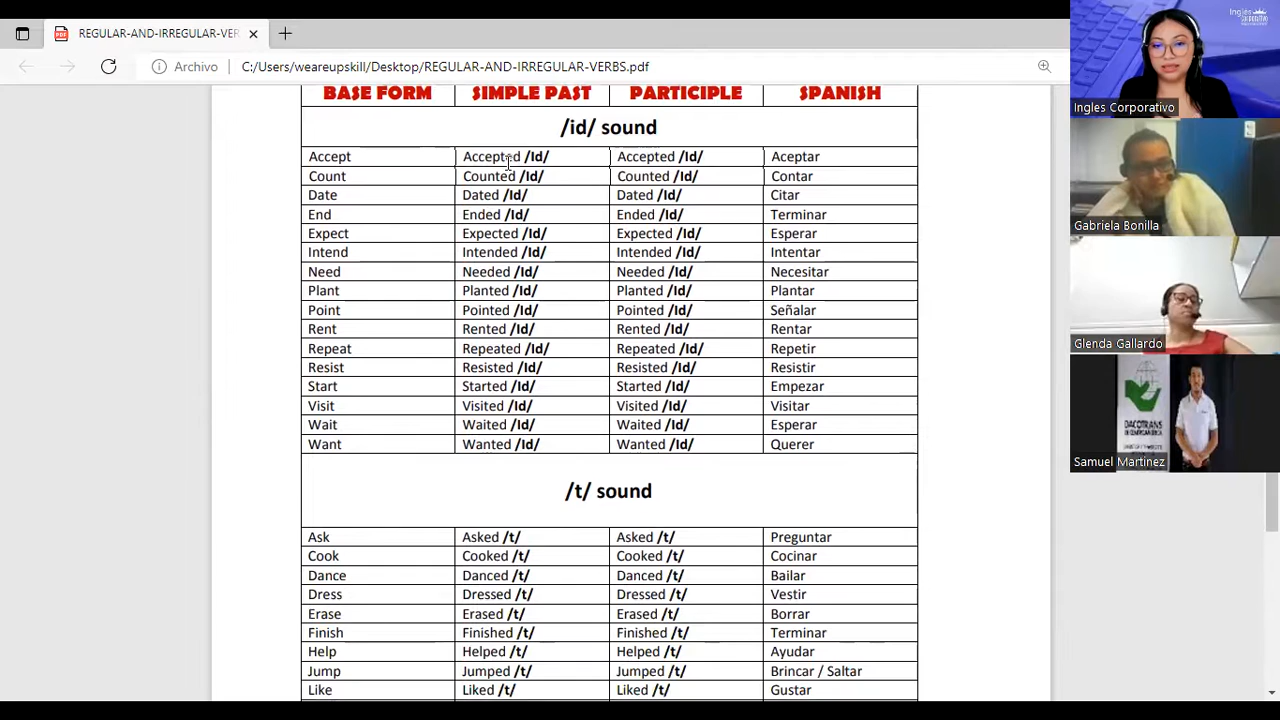 REGULAR-AND-IRREGULAR-VER
Archivo C:/Users/weareupskill/Desktop/REGULAR-AND-IRREGULAR-VERBS.pdf
BASE FORM SIMPLE PAST PARTICIPLE SPANISH
/id/ sound
Accept Accepted /Id/ Accepted /Id/ Aceptar
Count Counted /Id/ Counted /Id/ Contar
Date Dated /Id/ Dated /Id/ Citar
End Ended /Id/ Ended /Id/ Terminar
Expect Expected /Id/ Expected /Id/ Esperar
Intend Intended /Id/ Intended /Id/ Intentar
Need Needed /Id/ Needed /Id/ Necesitar
Plant Planted /Id/ Planted /Id/ Plantar
Point Pointed /Id/ Pointed /Id/ Señalar
Rent Rented /Id/ Rented /Id/ Rentar
Repeat Repeated /Id/ Repeated /Id/ Repetir
Resist Resisted /Id/ Resisted /Id/ Resistir
Start Started /Id/ Started /Id/ Empezar
Visit Visited /Id/ Visited /Id/ Visitar
Wait Waited /Id/ Waited /Id/ Esperar
Want Wanted /Id/ Wanted /Id/ Querer
/t/ sound
Ask Asked /t/ Asked /t/ Preguntar
Cook Cooked /t/ Cooked /t/ Cocinar
Dance Danced /t/ Danced /t/ Bailar
Dress Dressed /t/ Dressed /t/ Vestir
Erase Erased /t/ Erased /t/ Borrar
Finish Finished /t/ Finished /t/ Terminar
Help Helped /t/ Helped /t/ Ayudar
Jump Jumped /t/ Jumped /t/ Brincar / Saltar
Like Liked /t/ Liked /t/ Gustar
Ingles
Ingles Corporativo
Gabriela Bonilla
Glenda Gallardo
DACOTRANS
Samuel Martinez